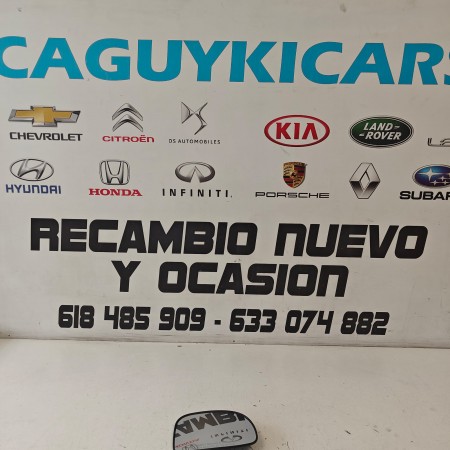 CAGUYKICARS
CHEVROLET CITROËN DS AUTOMOBILES KIA LAND ROVER
HYUNDAI HONDA INFINITI PORSCHE SUBAR
RECAMBIO NUEVO
Y OCASION
618 485 909 - 633 074 882